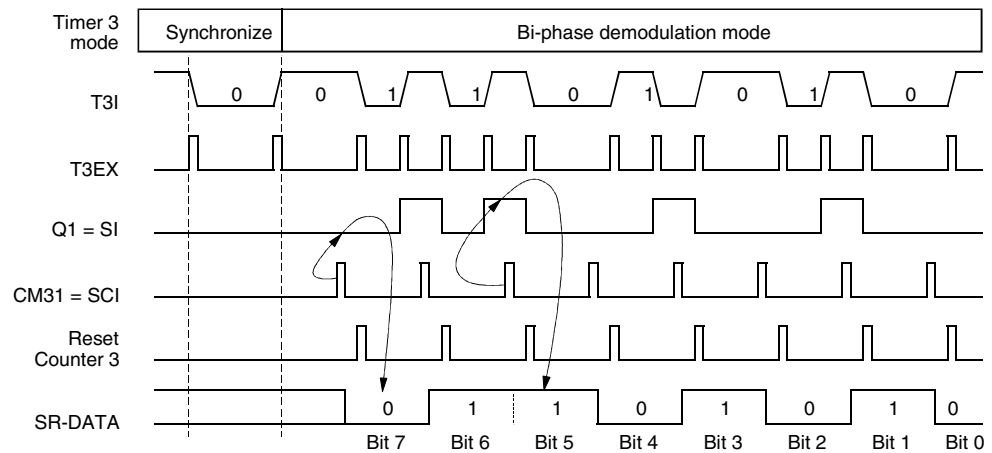 Timer 3
mode
Synchronize
Bi-phase demodulation mode
T3I
0 0 1 1 0 1 0 1 0
T3EX
Q1 = SI
CM31 = SCI
Reset
Counter 3
SR-DATA
0 1 1 0 1 0 1 0
Bit 7 Bit 6 Bit 5 Bit 4 Bit 3 Bit 2 Bit 1 Bit 0